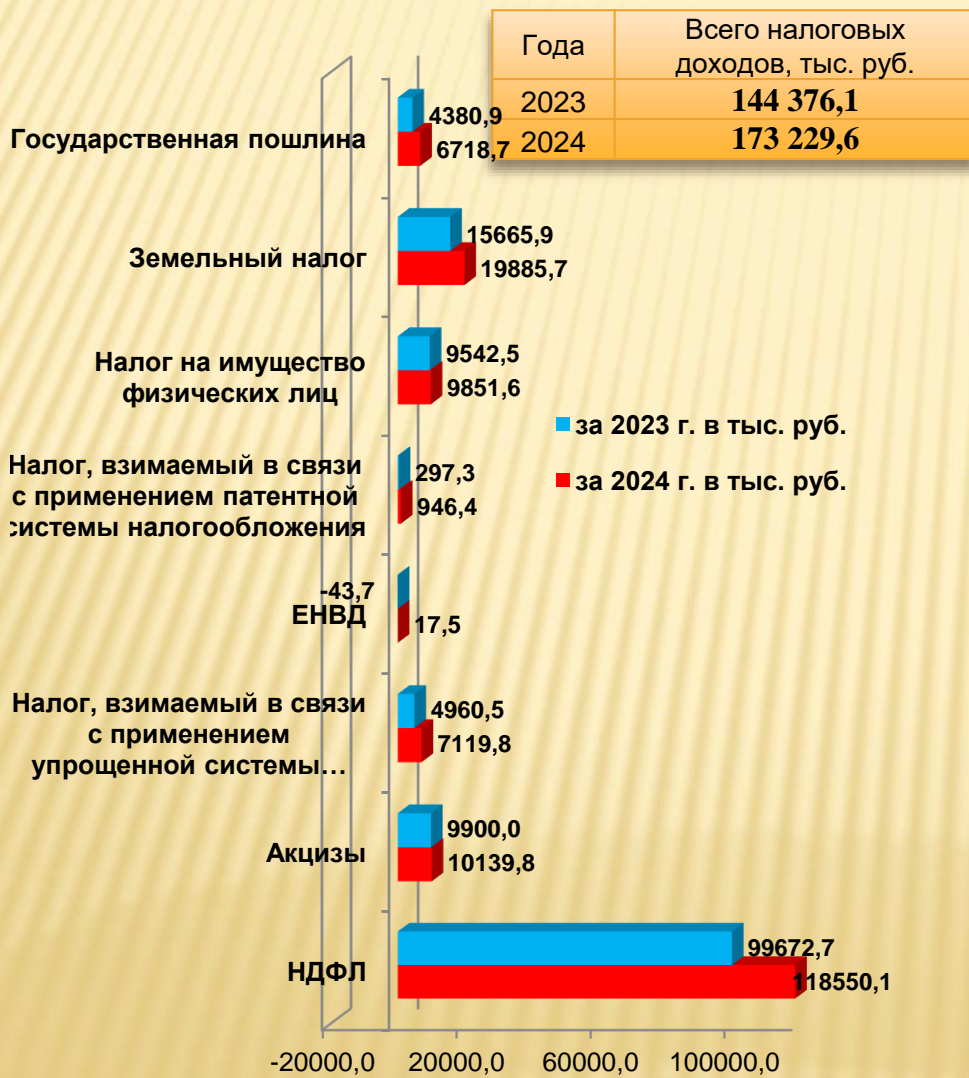 Года
Всего налоговых
доходов, тыс. руб.
2023
144 376,1
2024
173 229,6
Государственная пошлина
4380,9
6718,7
Земельный налог
15665,9
19885,7
Налог на имущество
физических лиц
9542,5
9851,6
Налог, взимаемый в связи
с применением патентной
системы налогообложения
297,3
946,4
ЕНВД
-43,7
17,5
Налог, взимаемый в связи
с применением
упрощенной системы…
4960,5
7119,8
Акцизы
9900,0
10139,8
НДФЛ
99672,7
118550,1
за 2023 г. в тыс. руб.
за 2024 г. в тыс. руб.
-20000,0 20000,0 60000,0 100000,0